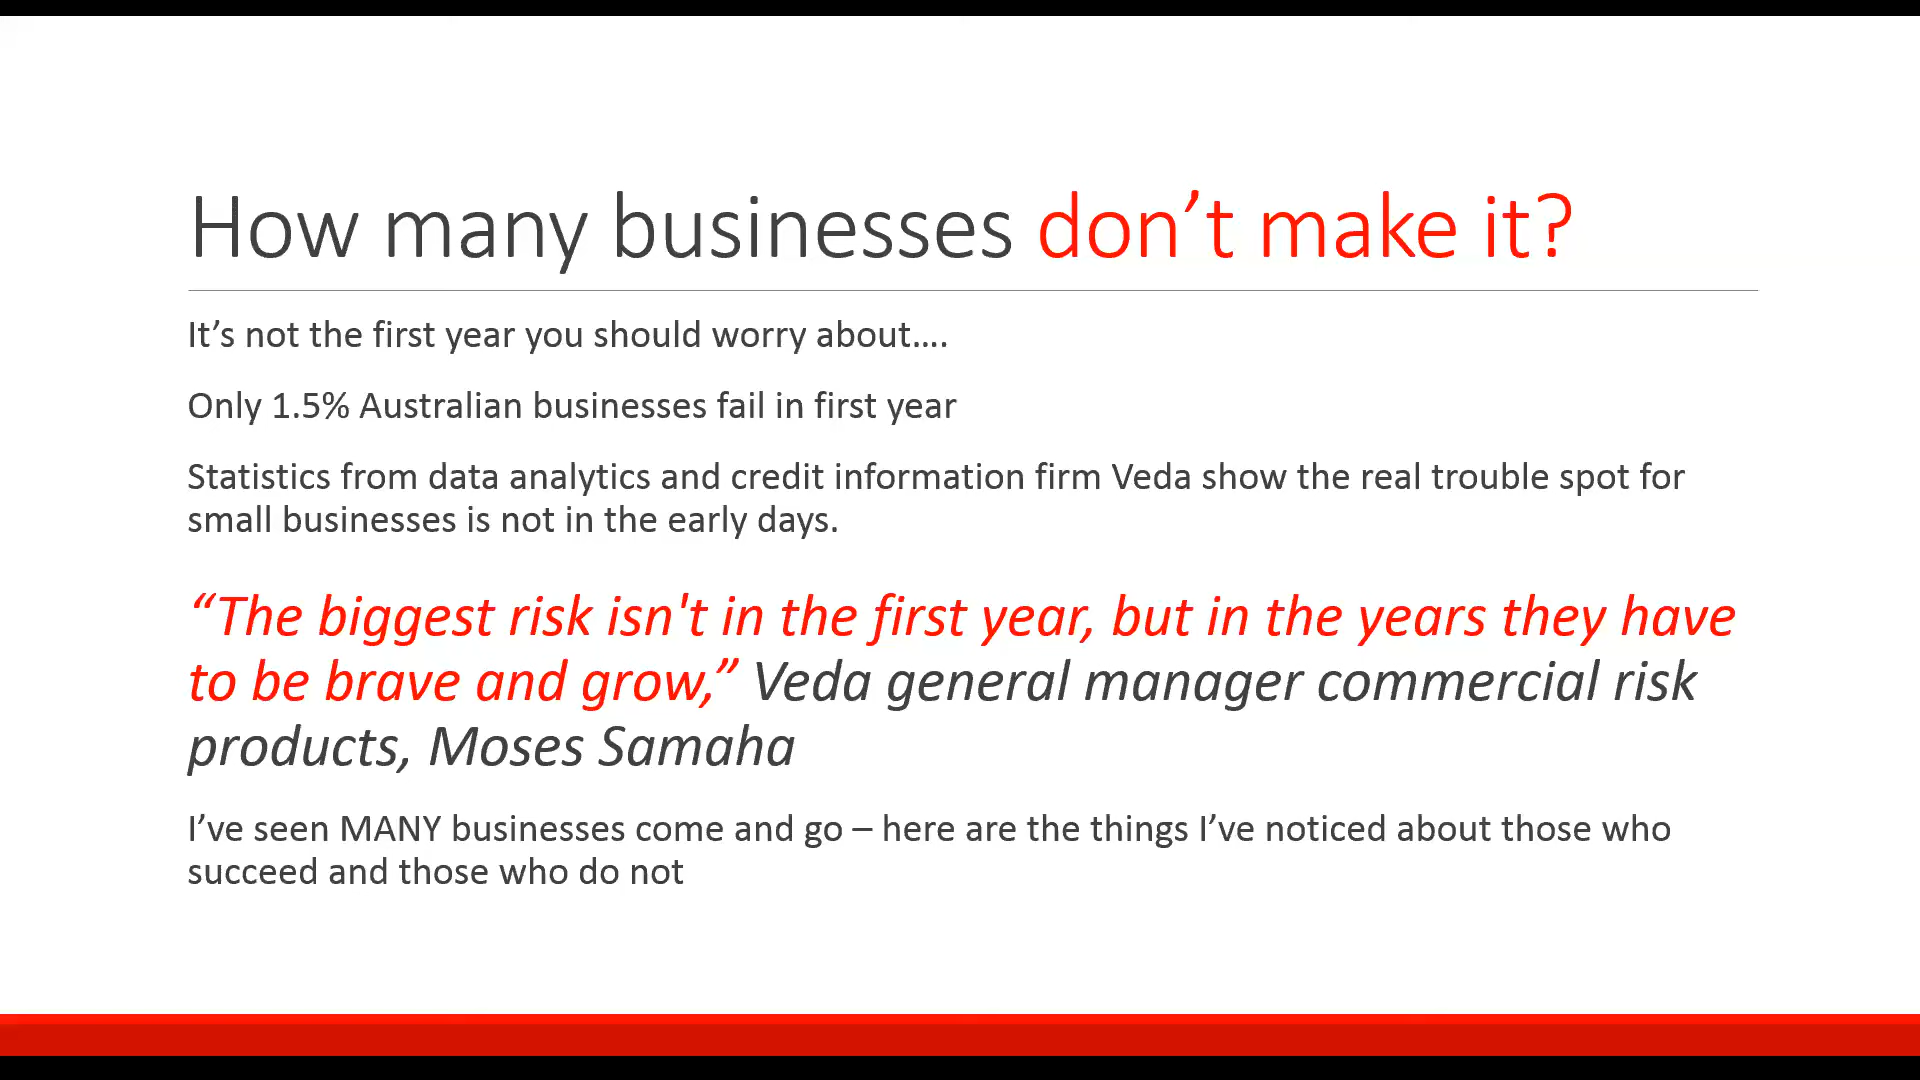 How many businesses don’t make it?
It’s not the first year you should worry about....
Only 1.5% Australian businesses fail in first year
Statistics from data analytics and credit information firm Veda show the real trouble spot for
small businesses is not in the early days.
“The biggest risk isn't in the first year, but in the years they have
to be brave and grow,” Veda general manager commercial risk
products, Moses Samaha
I’ve seen MANY businesses come and go – here are the things I’ve noticed about those who
succeed and those who do not